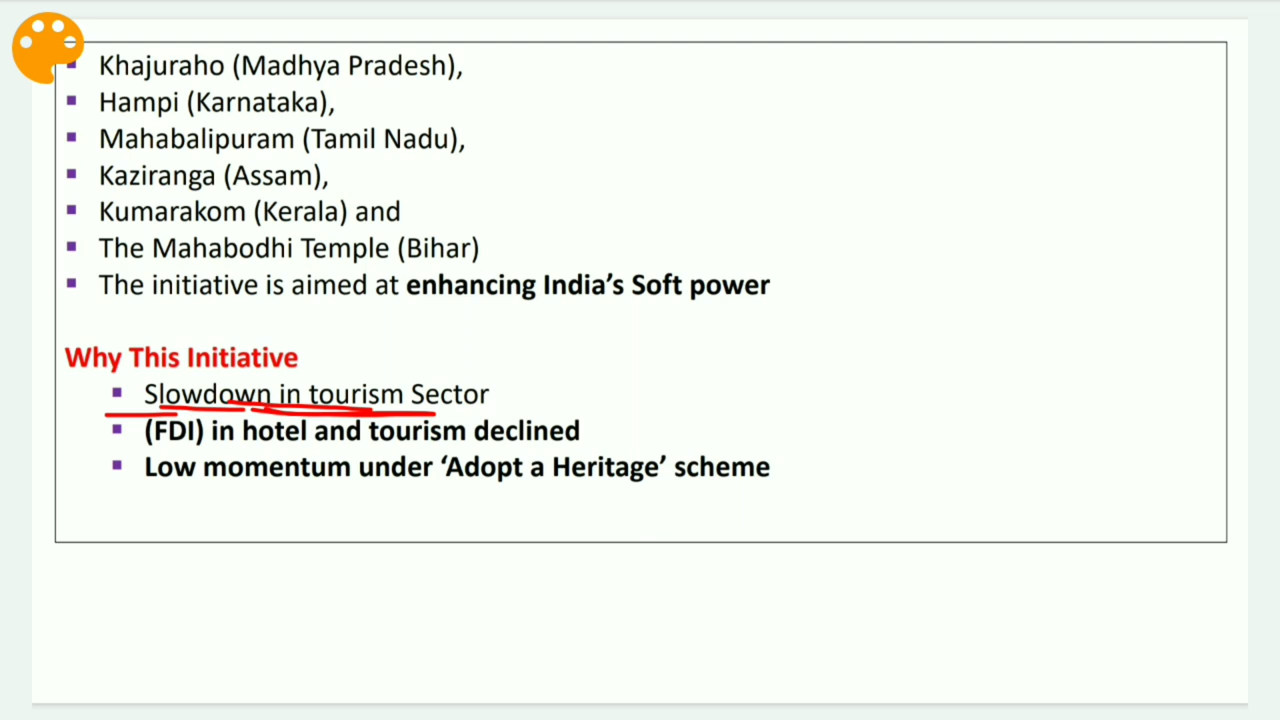 Khajuraho (Madhya Pradesh),
Hampi (Karnataka),
Mahabalipuram (Tamil Nadu),
Kaziranga (Assam),
Kumarakom (Kerala) and
The Mahabodhi Temple (Bihar)
The initiative is aimed at enhancing India’s Soft power
Why This Initiative
Slowdown in tourism Sector
(FDI) in hotel and tourism declined
Low momentum under ‘Adopt a Heritage’ scheme